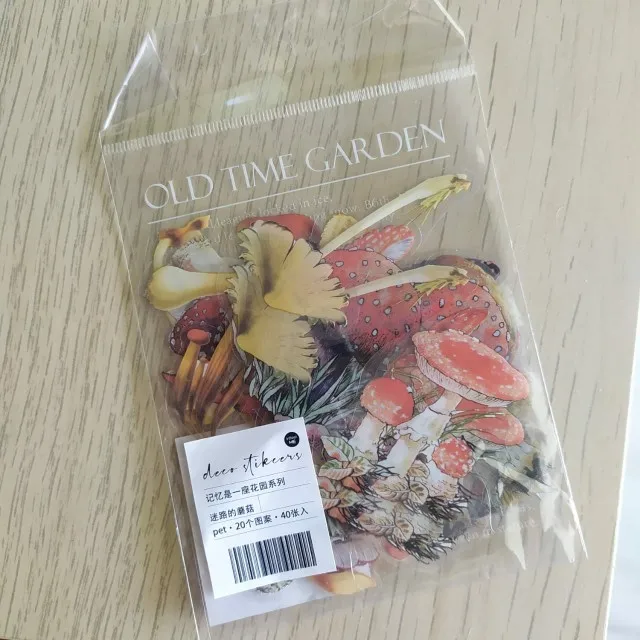 OLD TIME GARDEN
deco stikeers
记忆是一座花园系列
迷路的蘑菇
pet·20个图案·40张入